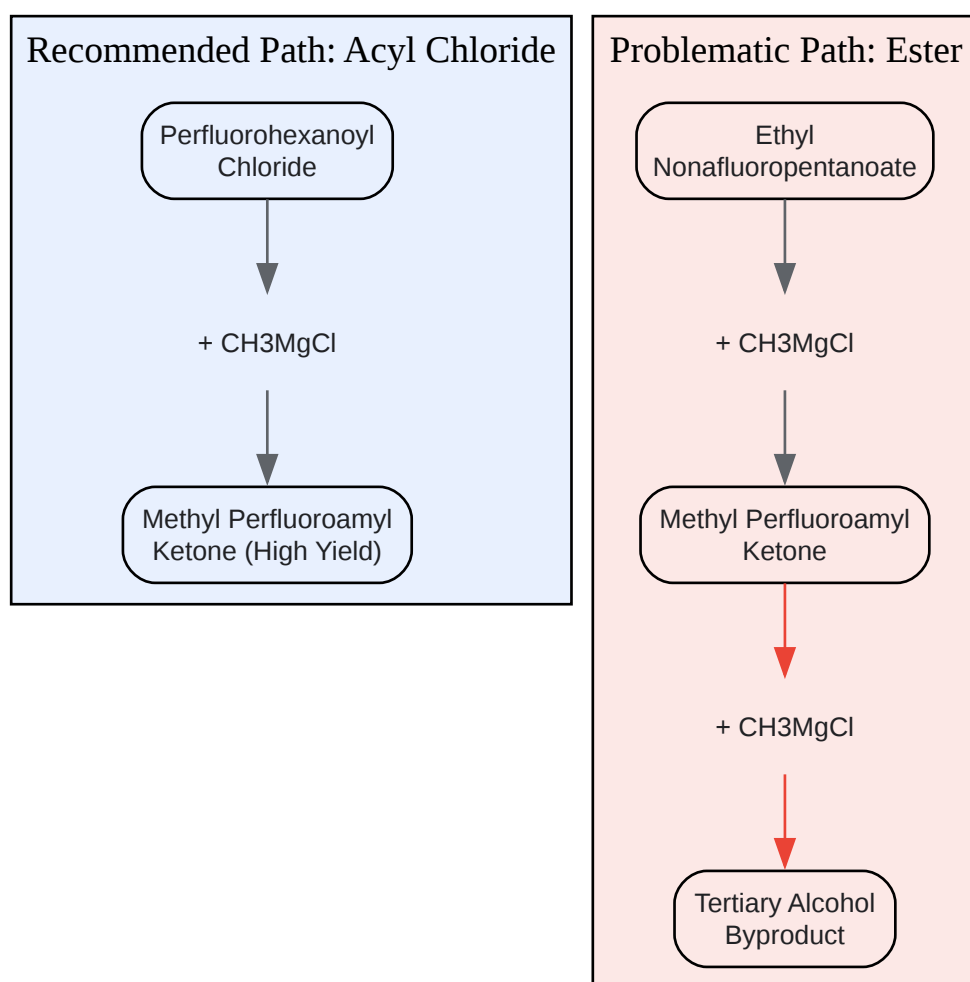 Recommended Path: Acyl Chloride
Perfluorohexanoyl
Chloride
+ CH3MgCl
Methyl Perfluoroamyl
Ketone (High Yield)
Problematic Path: Ester
Ethyl
Nonafluoropentanoate
+ CH3MgCl
Methyl Perfluoroamyl
Ketone
+ CH3MgCl
Tertiary Alcohol
Byproduct